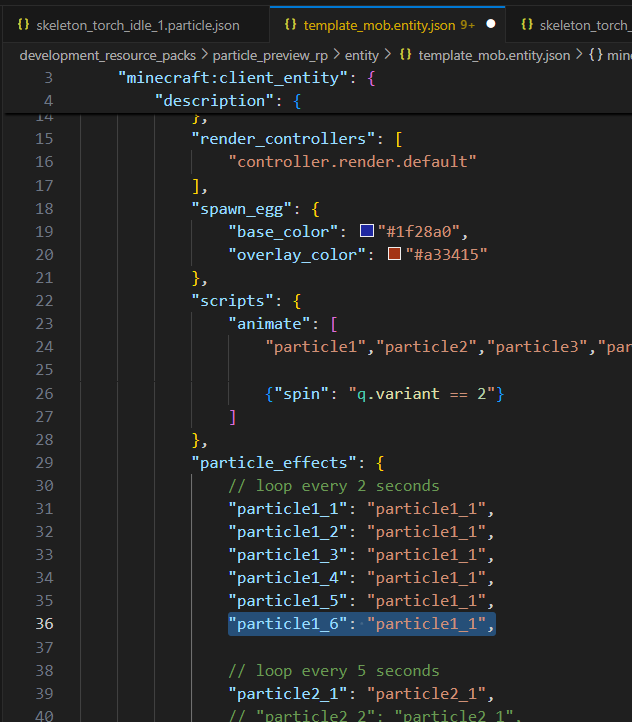 {} skeleton_torch_idle_1.particle.json
{} template_mob.entity.json 9+ ●
{} skeleton_torch_
development_resource_packs > particle_preview_rp > entity > {} template_mob.entity.json > {} min
3 "minecraft:client_entity": {
4 "description": {
14 },
15 "render_controllers": [
16 "controller.render.default"
17 ],
18 "spawn_egg": {
19 "base_color": "#1f28a0",
20 "overlay_color": "#a33415"
21 },
22 "scripts": {
23 "animate": [
24 "particle1","particle2","particle3","par
25
26 {"spin": "q.variant == 2"}
27 ]
28 },
29 "particle_effects": {
30 // loop every 2 seconds
31 "particle1_1": "particle1_1",
32 "particle1_2": "particle1_1",
33 "particle1_3": "particle1_1",
34 "particle1_4": "particle1_1",
35 "particle1_5": "particle1_1",
36 "particle1_6": "particle1_1",
37
38 // loop every 5 seconds
39 "particle2_1": "particle2_1",
40 // "particle2_2": "particle2_1",